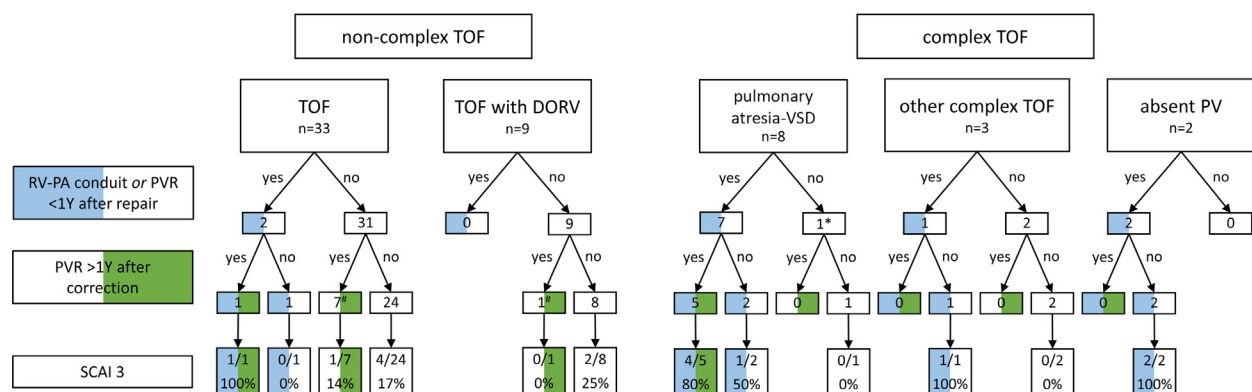 non-complex TOF
complex TOF
TOF
n=33
TOF with DORV
n=9
pulmonary
atresia-VSD
n=8
other complex TOF
n=3
absent PV
n=2
RV-PA conduit or PVR
<1Y after repair
yes no yes no yes no yes no yes no
2 31 0 9 7 1* 1 2 2 0
PVR >1Y after
correction
yes no yes no yes no yes no yes no yes no yes no yes no
1 1 7# 24 1# 8 5 2 0 1 0 1 0 2 0 2
SCAI 3
1/1 0/1 1/7 4/24 0/1 2/8 4/5 1/2 0/1 1/1 0/2 2/2
100% 0% 14% 17% 0% 25% 80% 50% 0% 100% 0% 100%